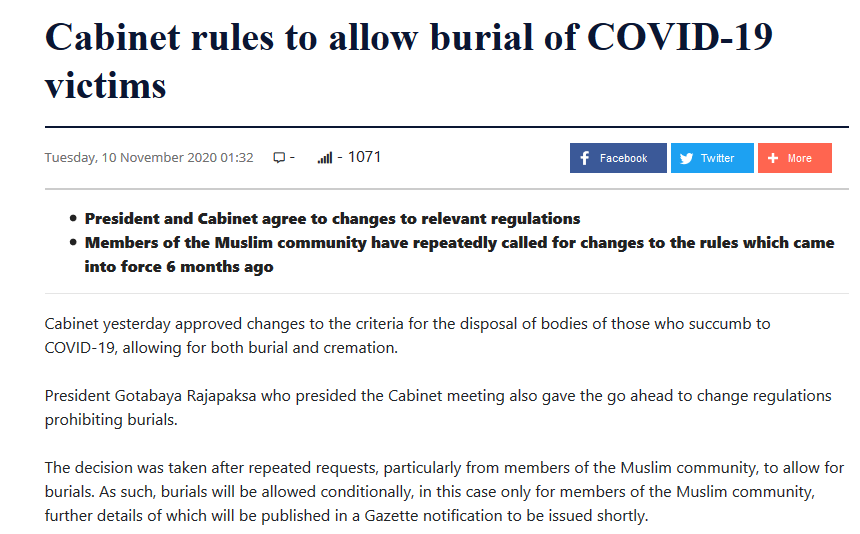 Cabinet rules to allow burial of COVID-19
victims
Tuesday, 10 November 2020 01:32 - - 1071
Facebook Twitter More
• President and Cabinet agree to changes to relevant regulations
• Members of the Muslim community have repeatedly called for changes to the rules which came
into force 6 months ago
Cabinet yesterday approved changes to the criteria for the disposal of bodies of those who succumb to
COVID-19, allowing for both burial and cremation.
President Gotabaya Rajapaksa who presided the Cabinet meeting also gave the go ahead to change regulations
prohibiting burials.
The decision was taken after repeated requests, particularly from members of the Muslim community, to allow for
burials. As such, burials will be allowed conditionally, in this case only for members of the Muslim community,
further details of which will be published in a Gazette notification to be issued shortly.